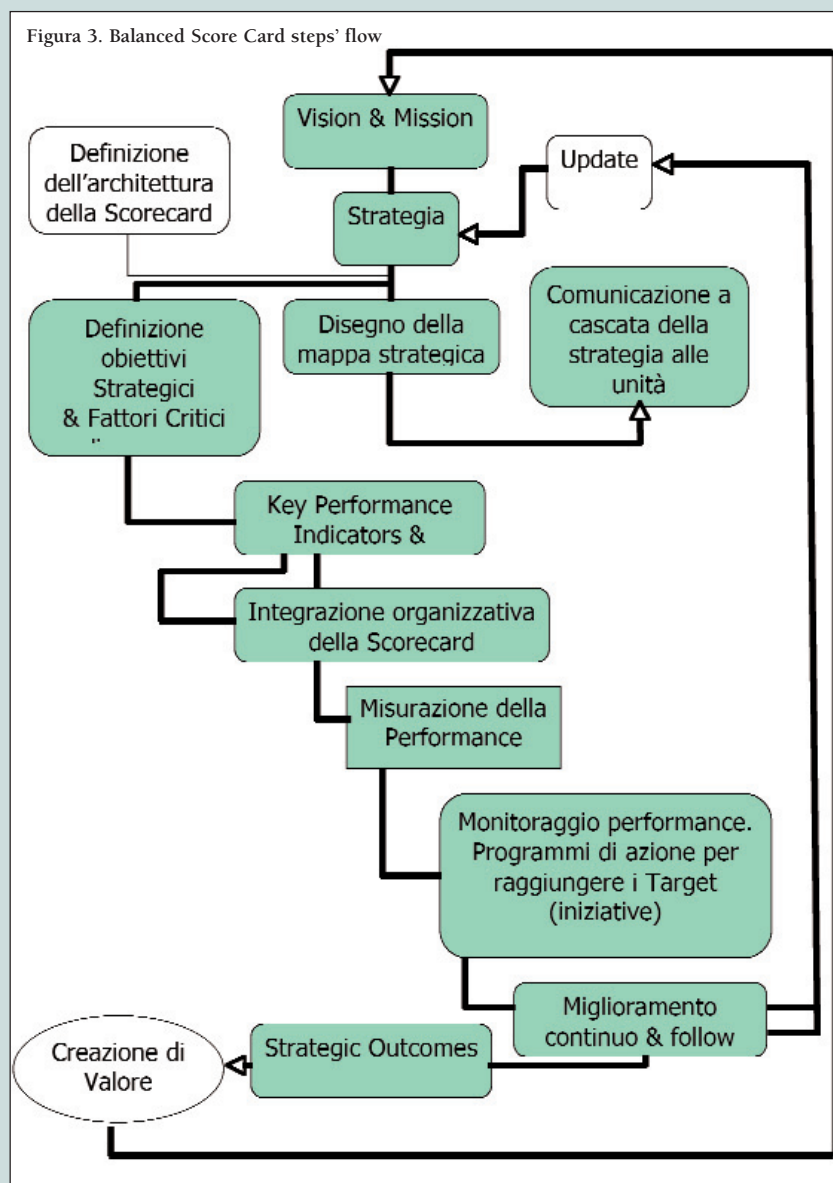 Figura 3. Balanced Score Card steps' flow
Vision & Mission
Definizione
dell'architettura
della Scorecard
Update
Strategia
Definizione
obiettivi
Strategici
& Fattori Critici
Disegno della
mappa strategica
Comunicazione a
cascata della
strategia alle
unità
Key Performance
Indicators &
Integrazione organizzativa
della Scorecard
Misurazione della
Performance
Monitoraggio performance.
Programmi di azione per
raggiungere i Target
(iniziative)
Miglioramento
continuo & follow
Strategic Outcomes
Creazione di
Valore